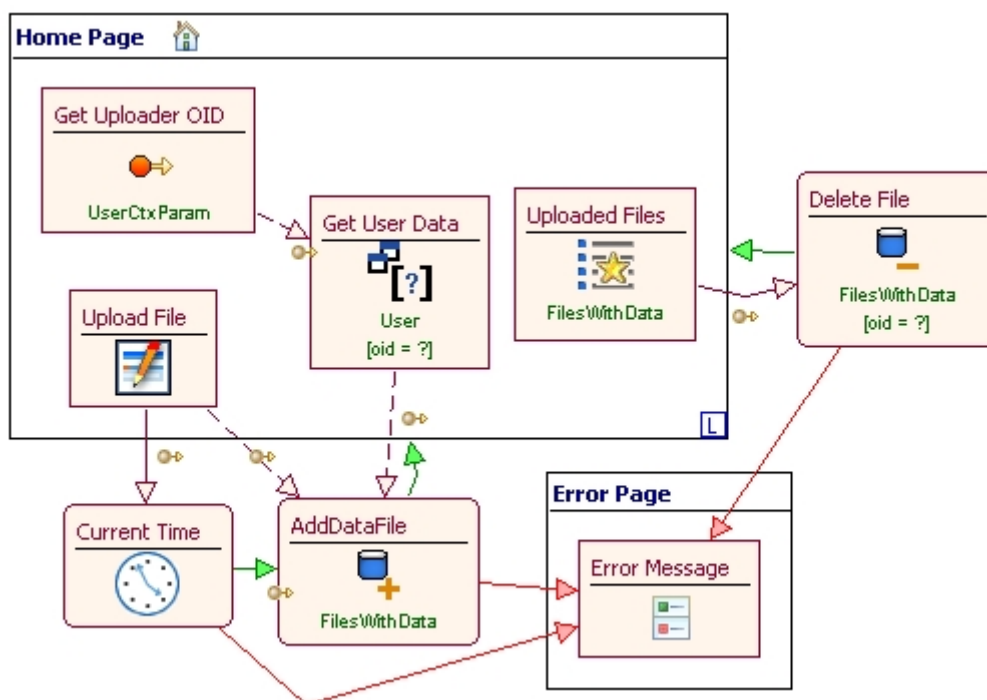 Home Page
Get Uploader OID
UserCtxParam
Get User Data
User
[oid = ?]
Uploaded Files
FilesWithData
Delete File
FilesWithData
[oid = ?]
Upload File
L
Current Time
AddDataFile
FilesWithData
Error Page
Error Message